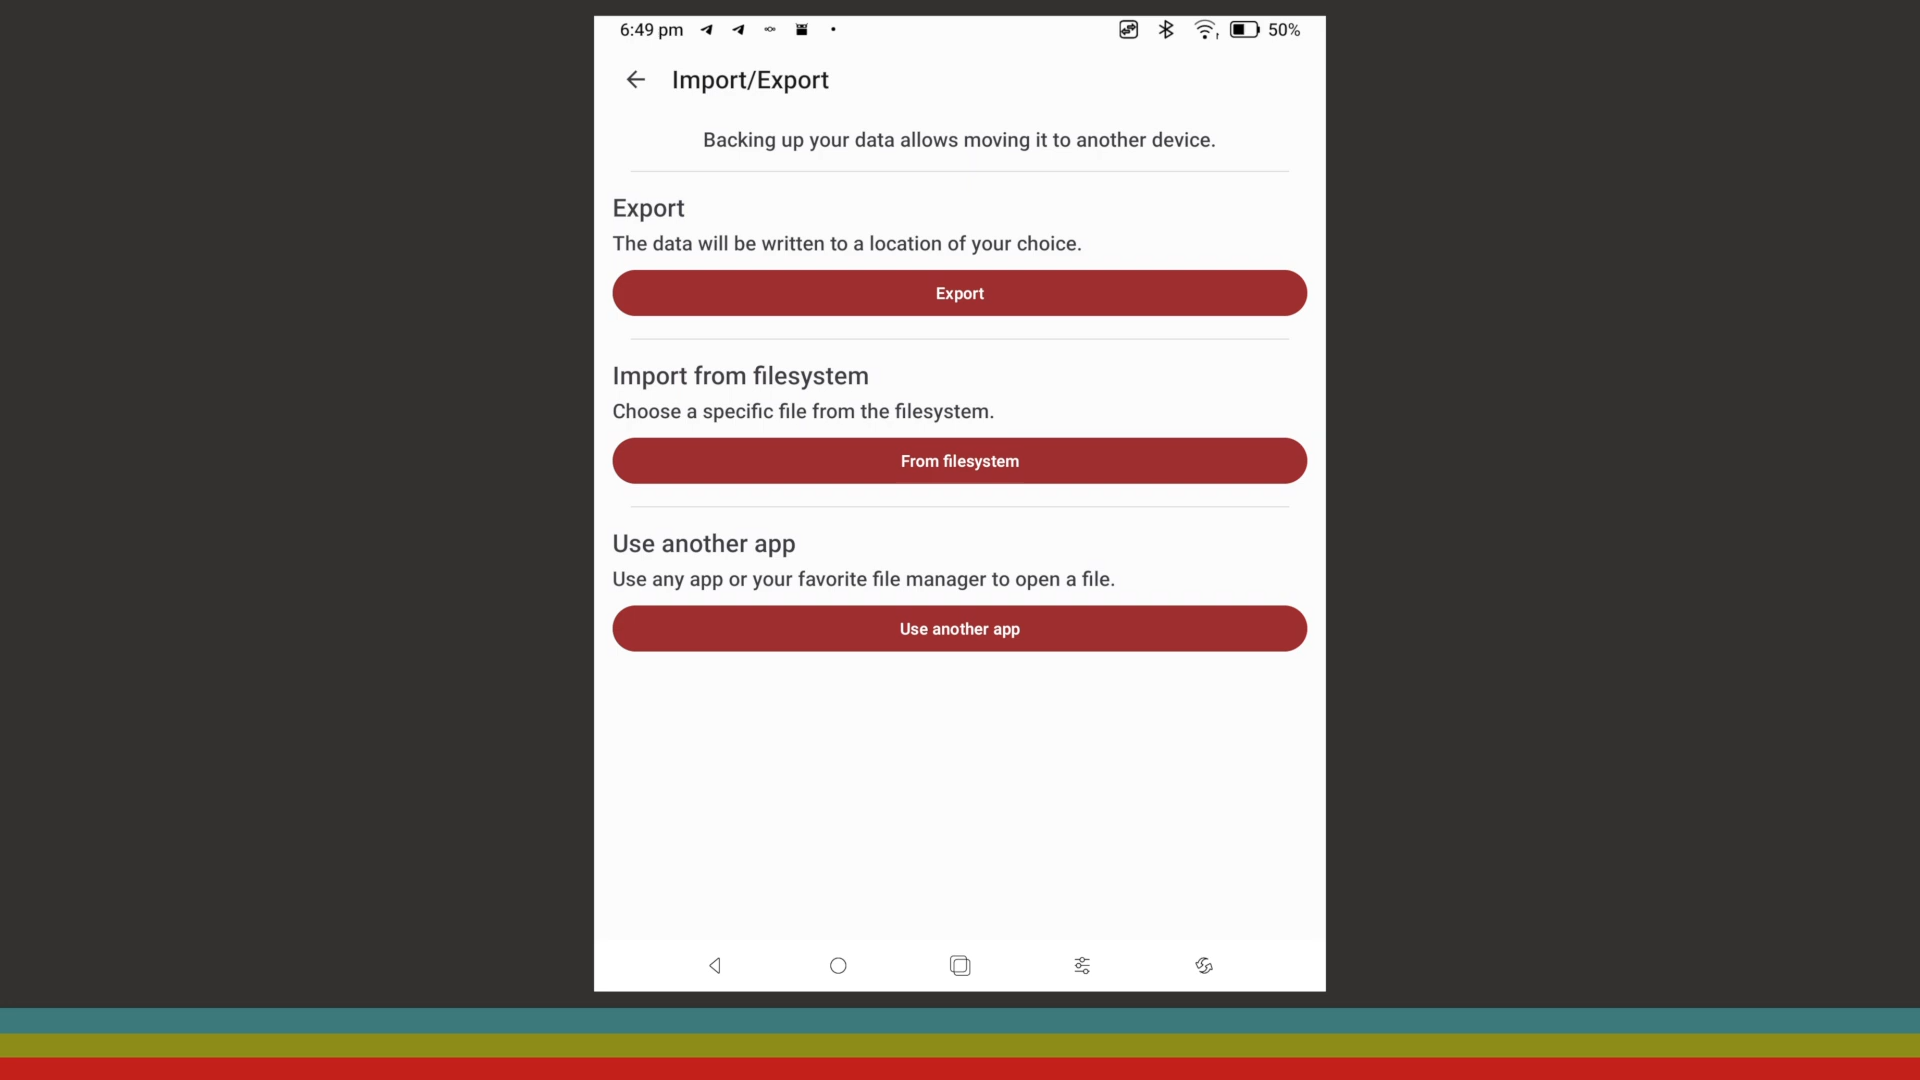 6:49 pm
50%
Import/Export
Backing up your data allows moving it to another device.
Export
The data will be written to a location of your choice.
Export
Import from filesystem
Choose a specific file from the filesystem.
From filesystem
Use another app
Use any app or your favorite file manager to open a file.
Use another app